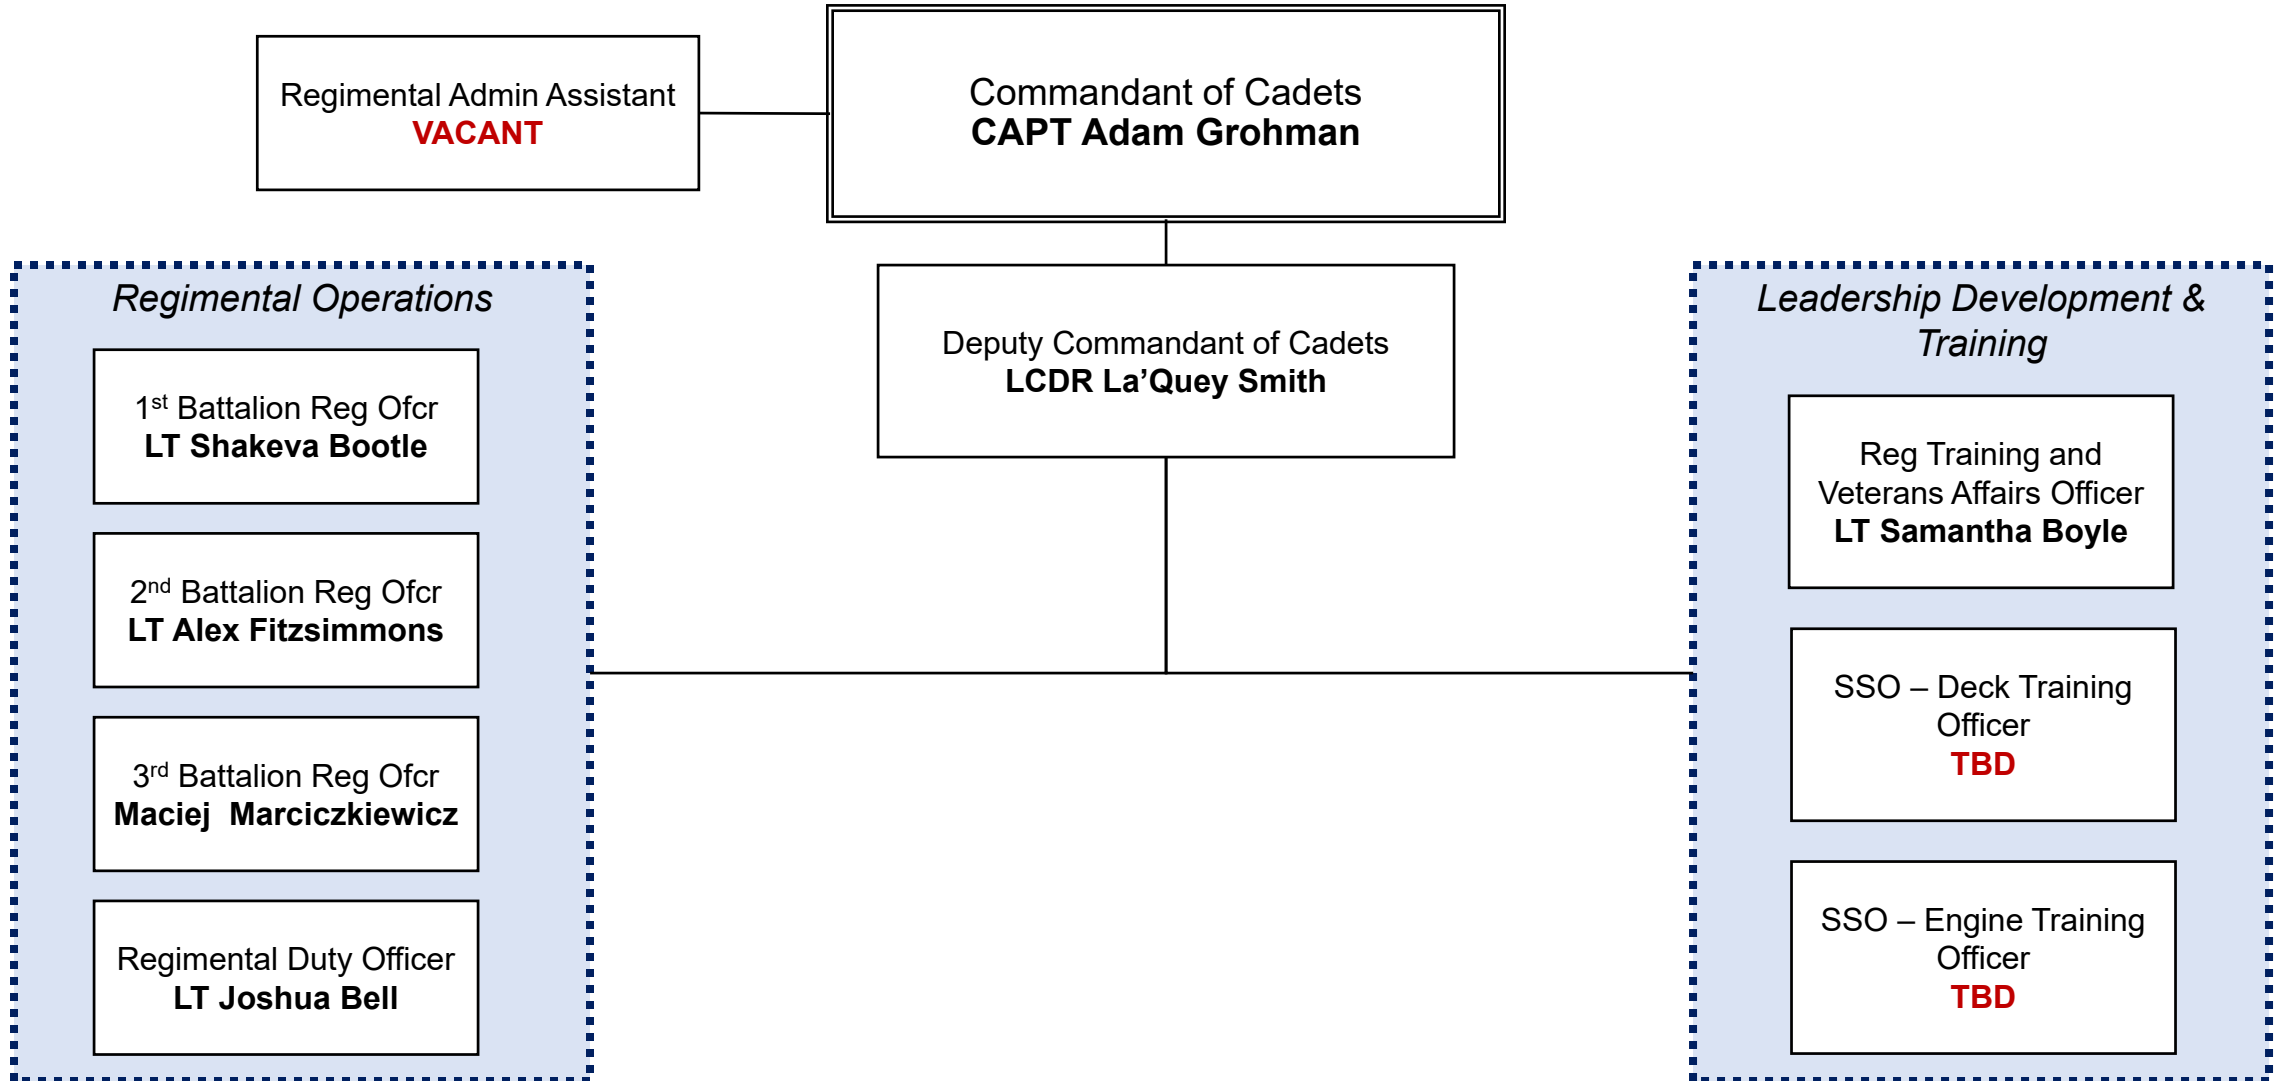 Regimental Admin Assistant
VACANT
Commandant of Cadets
CAPT Adam Grohman
Deputy Commandant of Cadets
LCDR La’Quey Smith
Regimental Operations
1st Battalion Reg Ofcr
LT Shakeva Bootle
2nd Battalion Reg Ofcr
LT Alex Fitzsimmons
3rd Battalion Reg Ofcr
Maciej  Marciczkiewicz
Regimental Duty Officer
LT Joshua Bell
Leadership Development &
Training
Reg Training and
Veterans Affairs Officer
LT Samantha Boyle
SSO – Deck Training
Officer
TBD
SSO – Engine Training
Officer
TBD